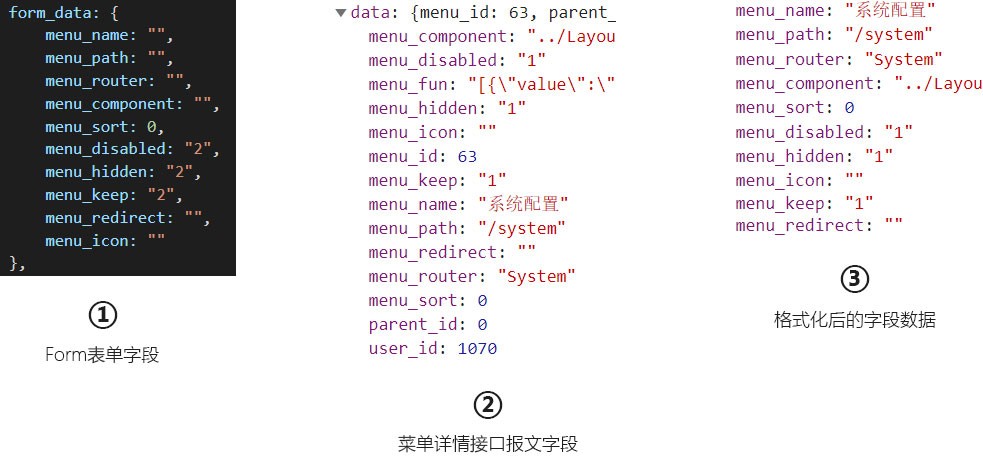 form_data: {
menu_name: "",
menu_path: "",
menu_router: "",
menu_component: "",
menu_sort: 0,
menu_disabled: "2",
menu_hidden: "2",
menu_keep: "2",
menu_redirect: "",
menu_icon: ""
},
①
Form表单字段
▼data: {menu_id: 63, parent_
menu_component: "../Layou
menu_disabled: "1"
menu_fun: "[{\"value\":\"
menu_hidden: "1"
menu_icon: ""
menu_id: 63
menu_keep: "1"
menu_name: "系统配置"
menu_path: "/system"
menu_redirect: ""
menu_router: "System"
menu_sort: 0
parent_id: 0
user_id: 1070
②
菜单详情接口报文字段
menu_name: "系统配置"
menu_path: "/system"
menu_router: "System"
menu_component: "../Layou
menu_sort: 0
menu_disabled: "1"
menu_hidden: "1"
menu_icon: ""
menu_keep: "1"
menu_redirect: ""
③
格式化后的字段数据